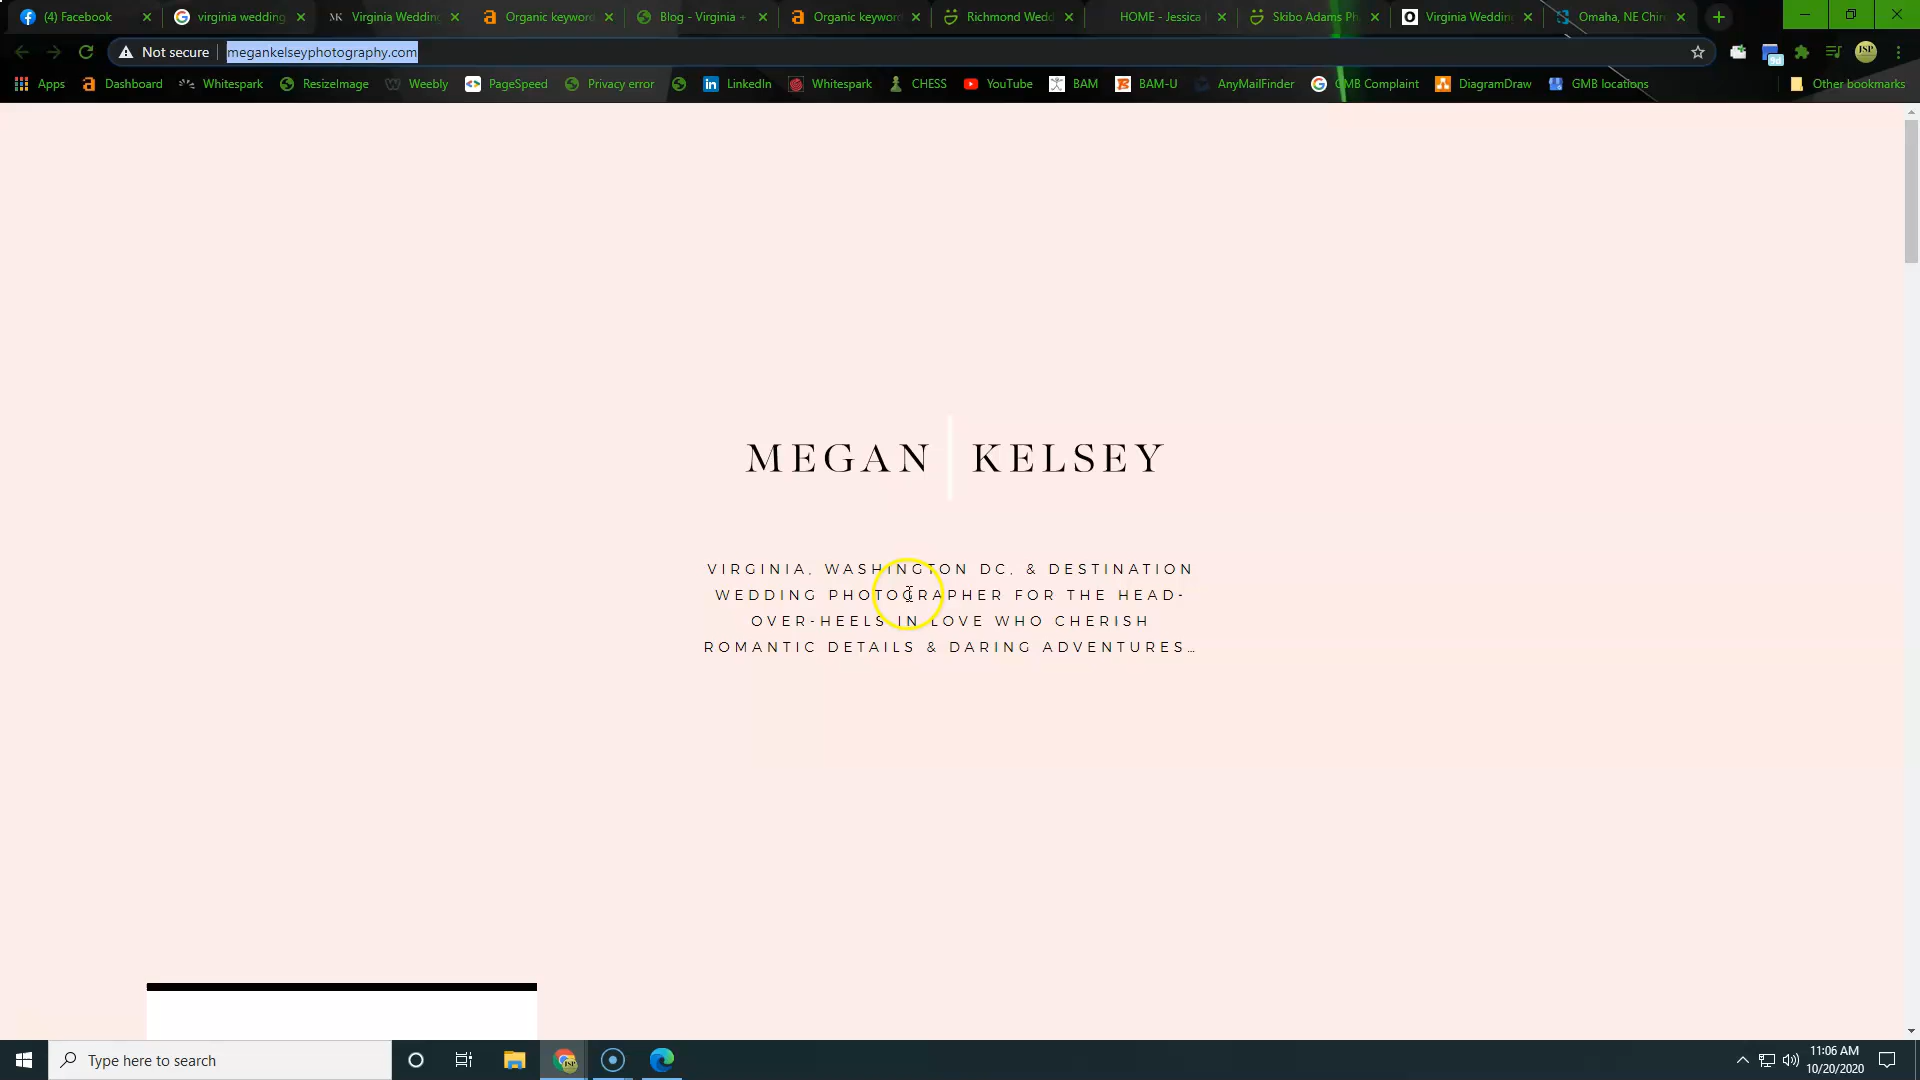 (4) Facebook
virginia wedding
MK Virginia Wedding
Organic keyword
Blog - Virginia +
Organic keyword
Richmond Wedd
HOME - Jessica
Skibo Adams Ph
Virginia Wedding
Omaha, NE Chir
Not secure megankelseyphotography.com
Apps
Dashboard
Whitespark
ResizeImage
Weebly
PageSpeed
Privacy error
LinkedIn
Whitespark
CHESS
YouTube
BAM
BAM-U
AnyMailFinder
GMB Complaint
DiagramDraw
GMB locations
Other bookmarks
MEGAN KELSEY
VIRGINIA, WASHINGTON DC, & DESTINATION
WEDDING PHOTOGRAPHER FOR THE HEAD-
OVER-HEELS IN LOVE WHO CHERISH
ROMANTIC DETAILS & DARING ADVENTURES...
Type here to search
11:06 AM
10/20/2020